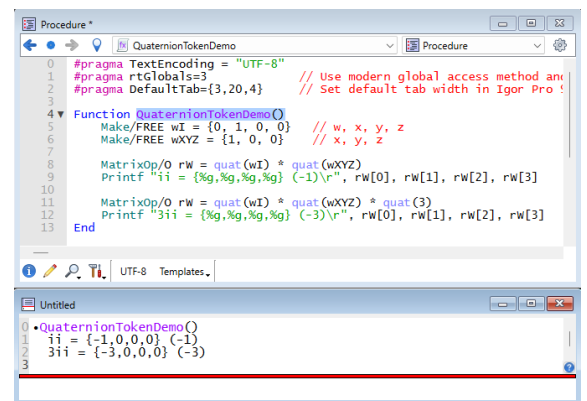 Procedure *
QuaternionTokenDemo Procedure
0 #pragma TextEncoding = "UTF-8"
1 #pragma rtGlobals=3 // Use modern global access method and
2 #pragma DefaultTab={3,20,4} // Set default tab width in Igor Pro
3
4 Function QuaternionTokenDemo()
5 Make/FREE wI = {0, 1, 0, 0} // w, x, y, z
6 Make/FREE wXYZ = {1, 0, 0} // x, y, z
7
8 MatrixOp/O rW = quat(wI) * quat(wXYZ)
9 Printf "ii = {%g,%g,%g,%g} (-1)\r", rW[0], rW[1], rW[2], rW[3]
10
11 MatrixOp/O rW = quat(wI) * quat(wXYZ) * quat(3)
12 Printf "3ii = {%g,%g,%g,%g} (-3)\r", rW[0], rW[1], rW[2], rW[3]
13 End
UTF-8 Templates
Untitled
0 •QuaternionTokenDemo()
1 ii = {-1,0,0,0} (-1)
2 3ii = {-3,0,0,0} (-3)
3